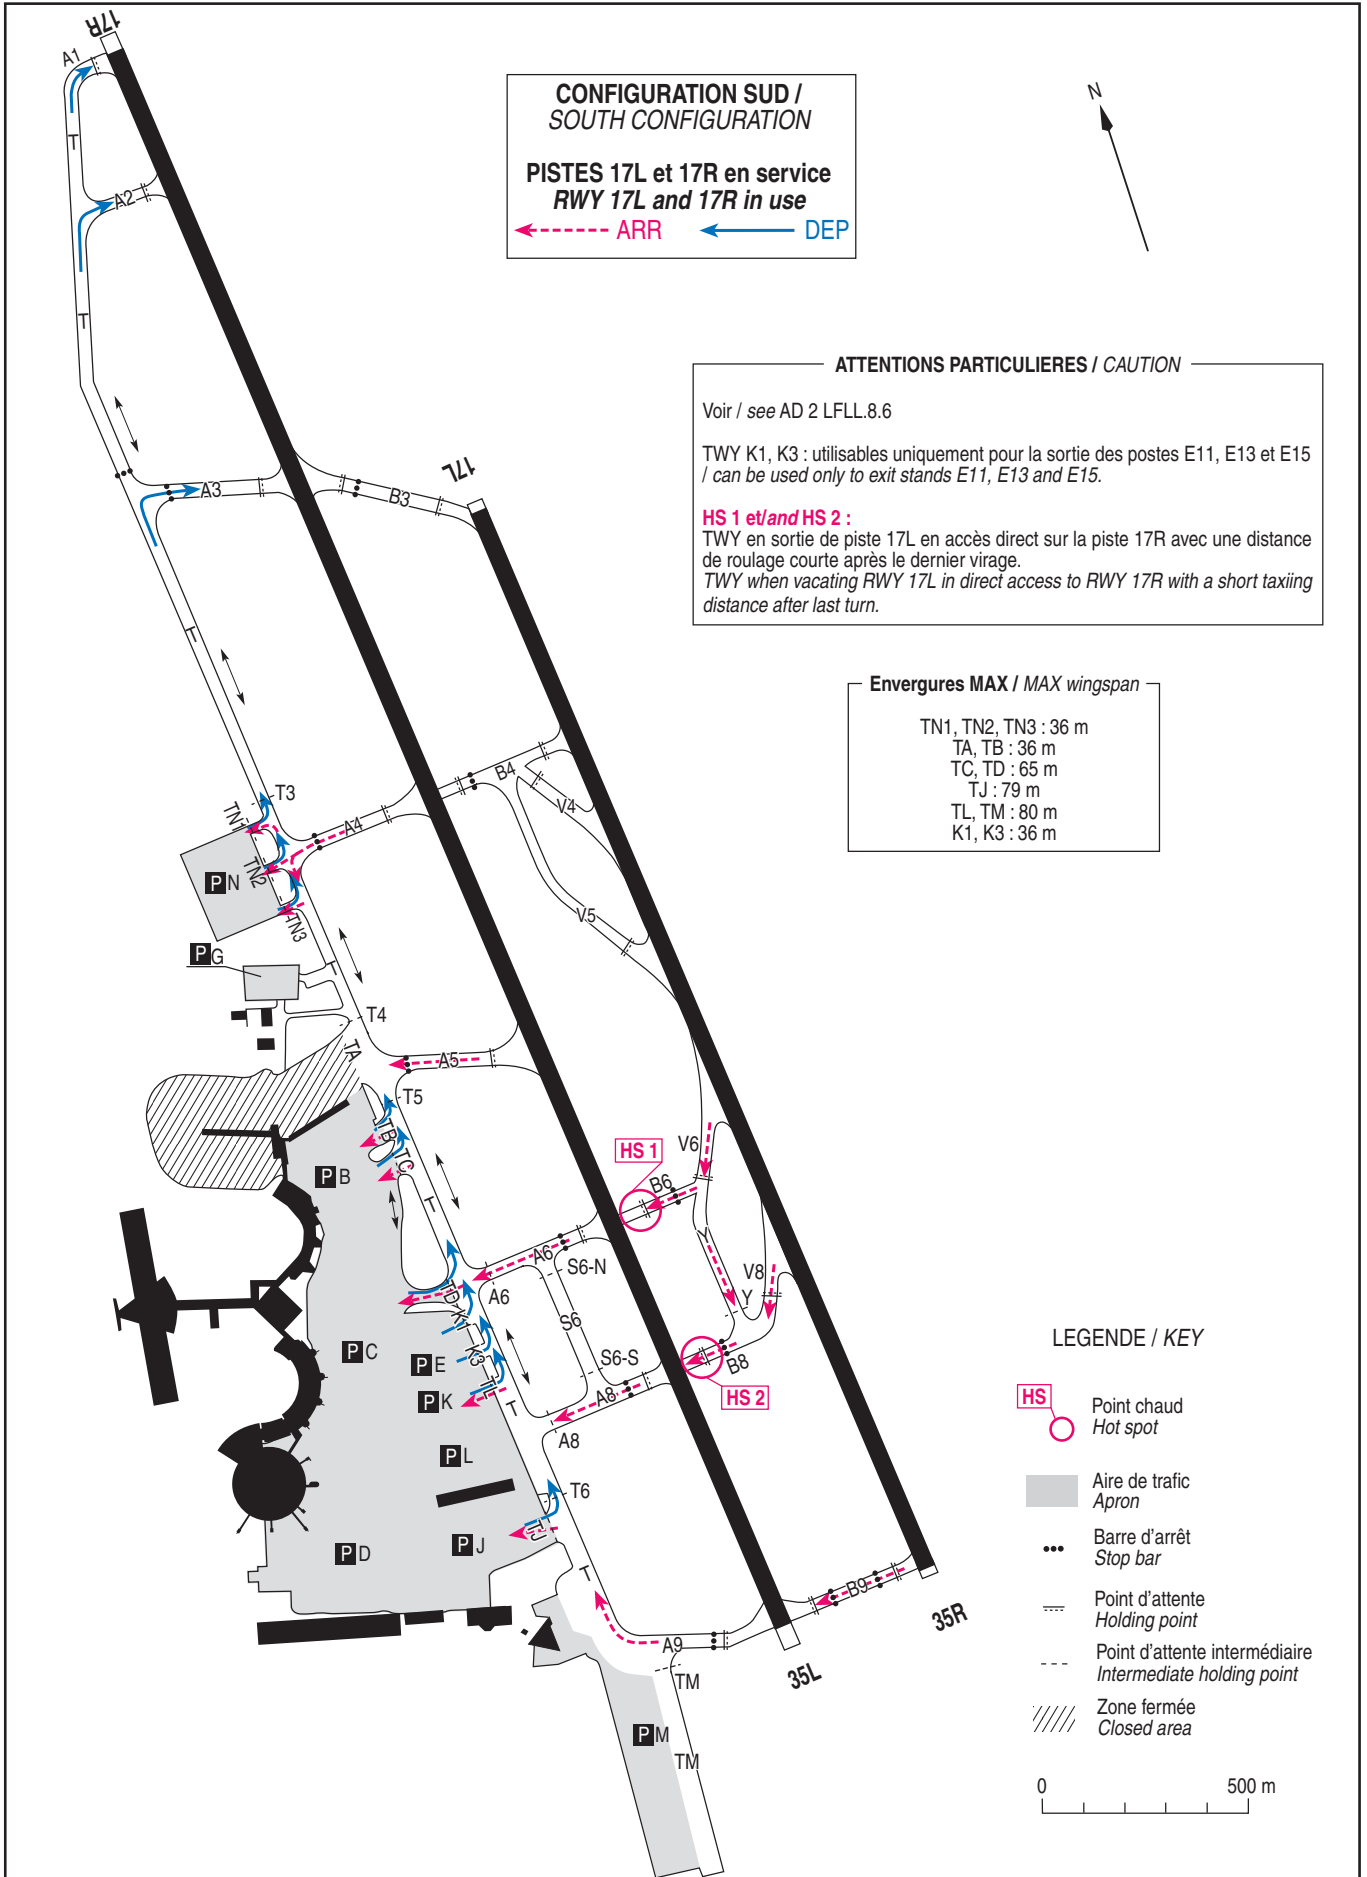 17R
A1
CONFIGURATION SUD /
SOUTH CONFIGURATION
PISTES 17L et 17R en service
RWY 17L and 17R in use
ARR
DEP
N
T
A2
T
ATTENTIONS PARTICULIERES / CAUTION
Voir / see AD 2 LFLL.8.6
TWY K1, K3 : utilisables uniquement pour la sortie des postes E11, E13 et E15
/ can be used only to exit stands E11, E13 and E15.
HS 1 et/and HS 2 :
TWY en sortie de piste 17L en accès direct sur la piste 17R avec une distance
de roulage courte après le dernier virage.
TWY when vacating RWY 17L in direct access to RWY 17R with a short taxiing
distance after last turn.
17L
A3
B3
T
Envergures MAX / MAX wingspan
TN1, TN2, TN3 : 36 m
TA, TB : 36 m
TC, TD : 65 m
TJ : 79 m
TL, TM : 80 m
K1, K3 : 36 m
B4
V4
T3
TN1
A4
TN2
P N
TN3
V5
P G
T
T4
TA
A5
T5
TB
TC
P B
T
HS 1
V6
B6
Y
A6
S6-N
TD
A6
V8
Y
K1
S6
P C
P E
K3
S6-S
B8
TL
P K
T
A8
HS 2
A8
P L
T6
TJ
P J
P D
T
B9
35R
A9
35L
TM
P M
TM
LEGENDE / KEY
HS
Point chaud
Hot spot
Aire de trafic
Apron
Barre d'arrêt
Stop bar
Point d'attente
Holding point
Point d'attente intermédiaire
Intermediate holding point
Zone fermée
Closed area
0
500 m